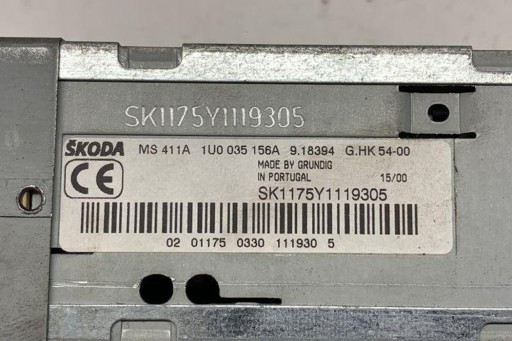 SK1175Y1119305
ŠKODA MS 411A 1U0 035 156A 9.18394 G.HK 54-00
MADE BY GRUNDIG
CE IN PORTUGAL 15/00
SK1175Y1119305
02 01175 0330 111930 5